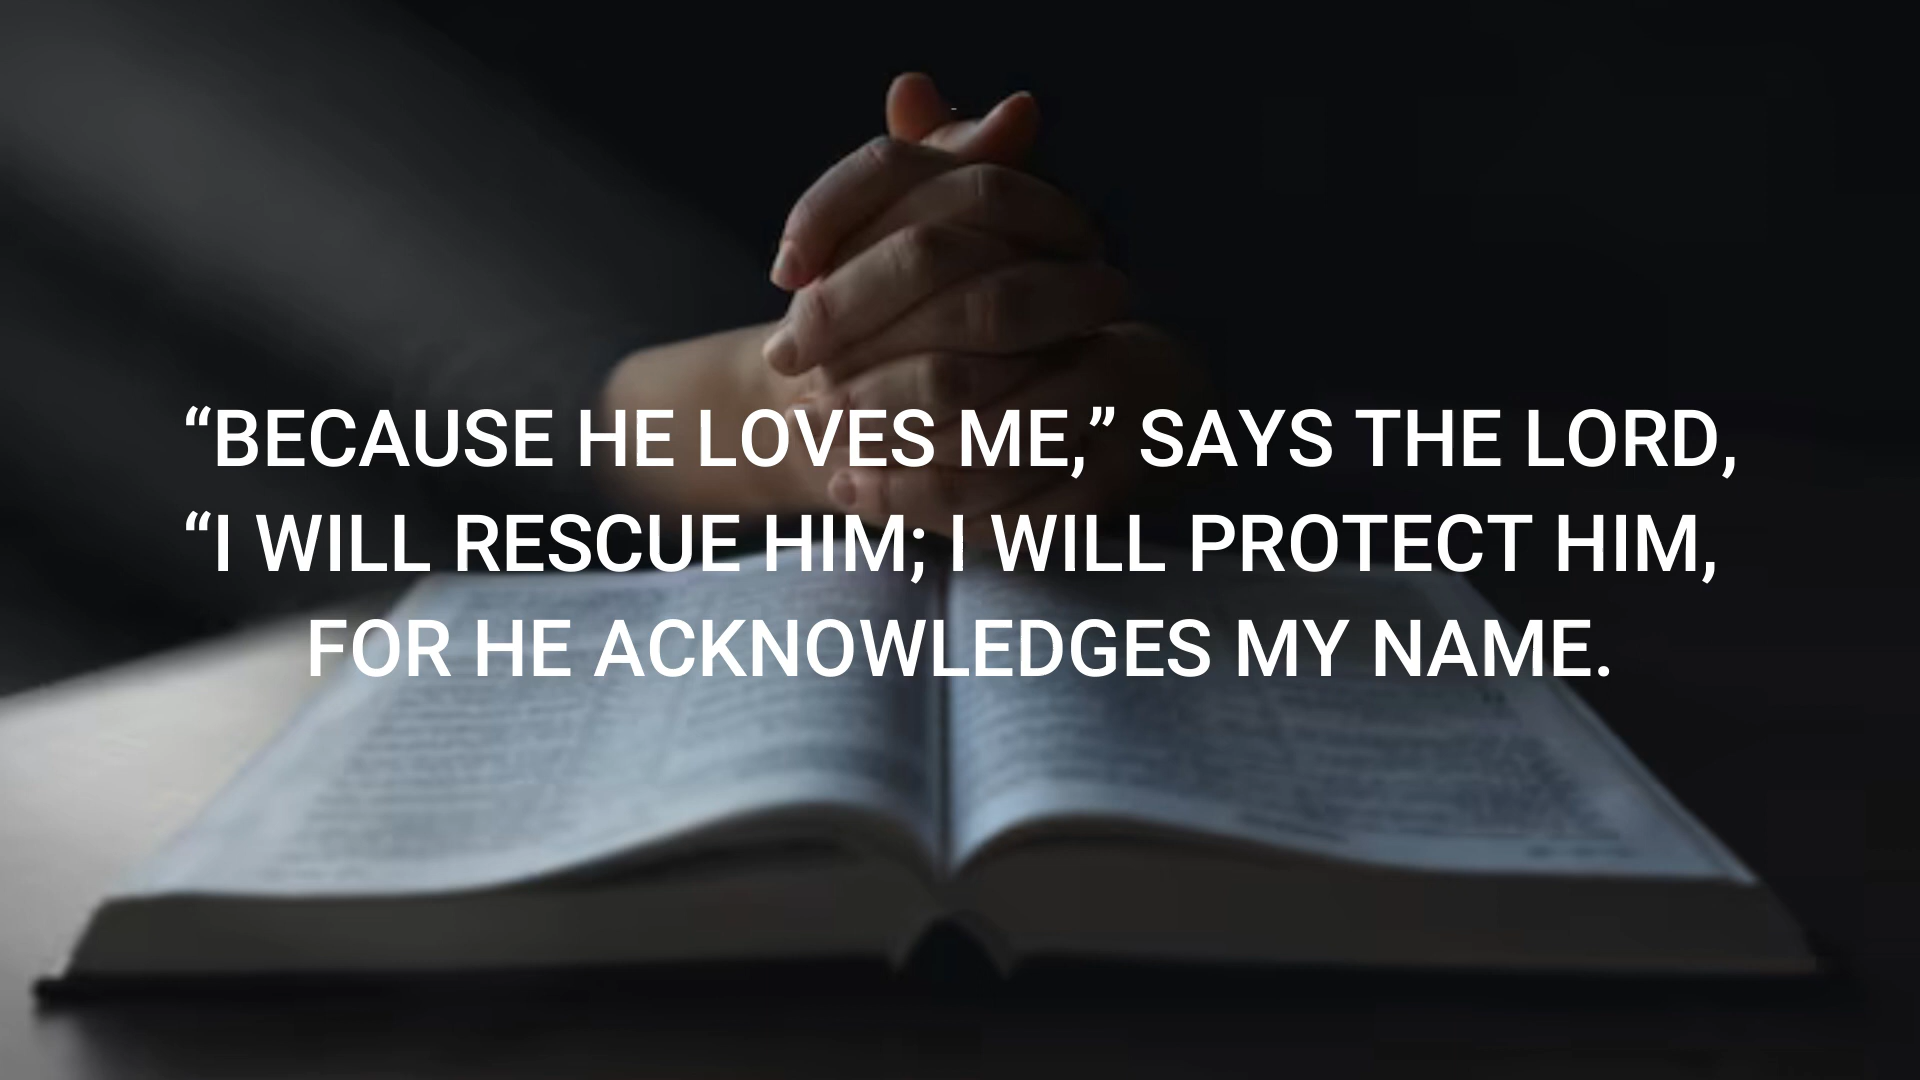 “BECAUSE HE LOVES ME,” SAYS THE LORD,
“I WILL RESCUE HIM; I WILL PROTECT HIM,
FOR HE ACKNOWLEDGES MY NAME.